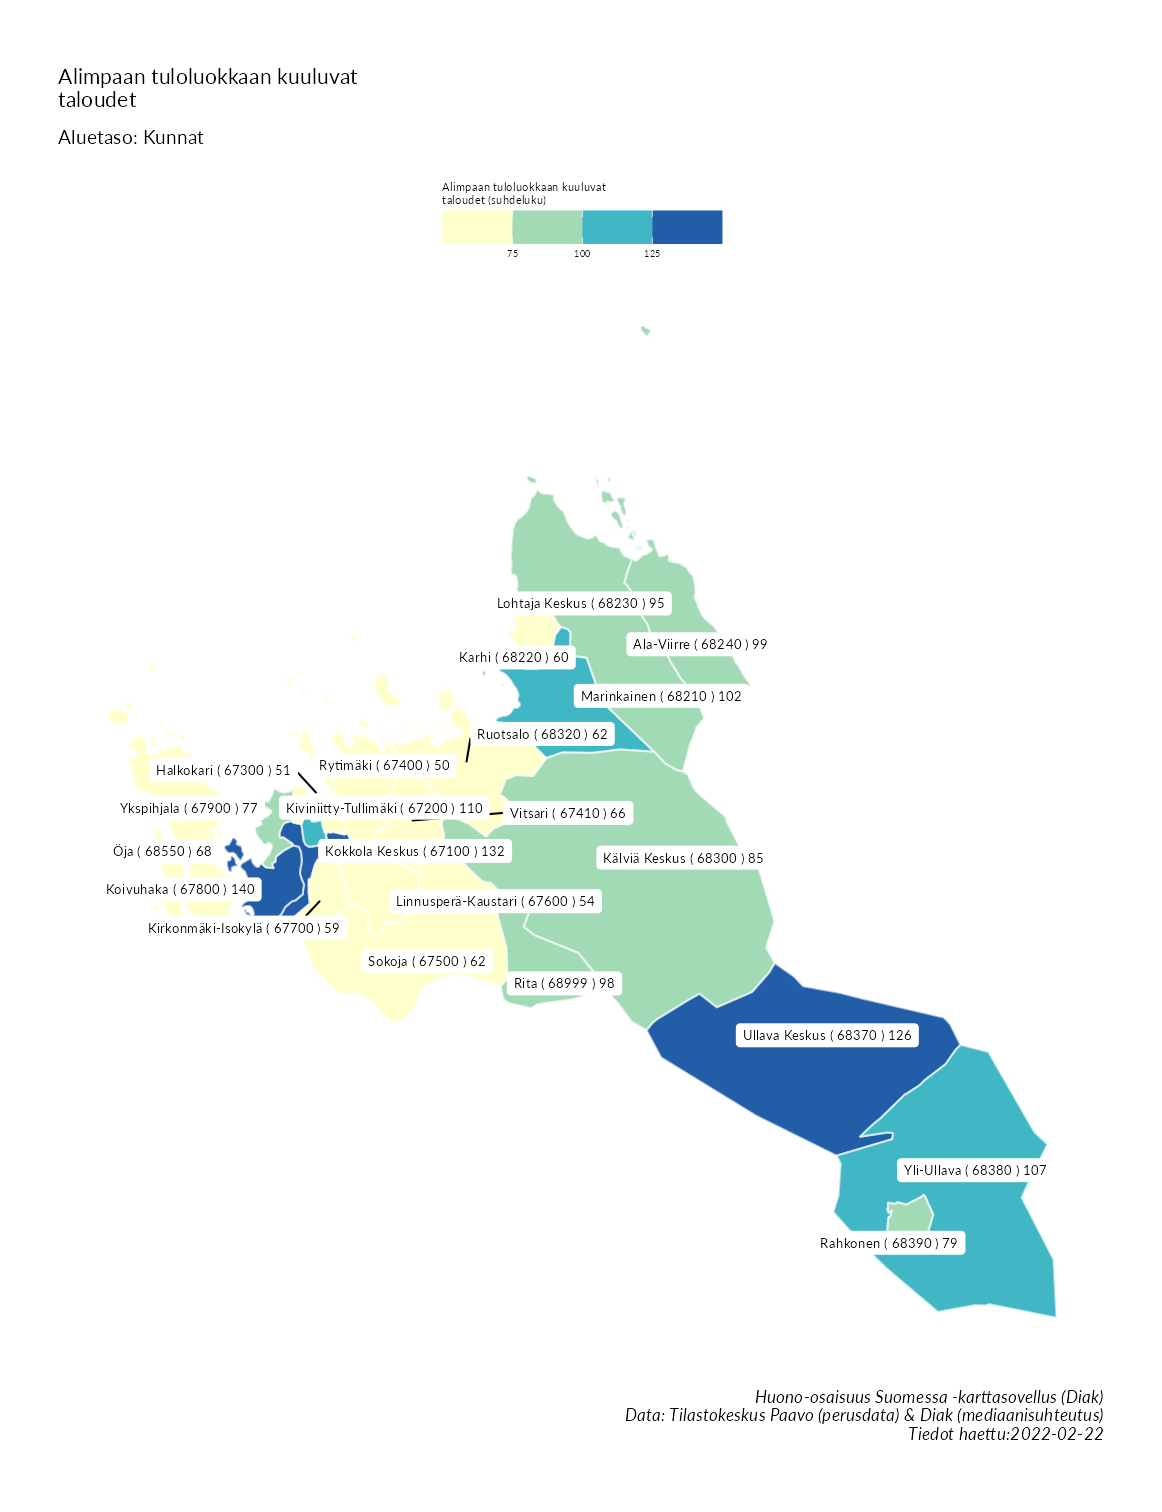 Alimpaan tuloluokkaan kuuluvat
taloudet
Aluetaso: Kunnat
Alimpaan tuloluokkaan kuuluvat
taloudet (suhdeluku)
75 100 125
Lohtaja Keskus ( 68230 ) 95
Ala-Viirre ( 68240 ) 99
Karhi ( 68220 ) 60
Marinkainen ( 68210 ) 102
Ruotsalo ( 68320 ) 62
Rytimäki ( 67400 ) 50
Halkokari ( 67300 ) 51
Ykspihjala ( 67900 ) 77
Kiviniitty-Tullimäki ( 67200 ) 110
Vitsari ( 67410 ) 66
Öja ( 68550 ) 68
Kokkola Keskus ( 67100 ) 132
Kälviä Keskus ( 68300 ) 85
Koivuhaka ( 67800 ) 140
Linnusperä-Kaustari ( 67600 ) 54
Kirkonmäki-Isokylä ( 67700 ) 59
Sokoja ( 67500 ) 62
Rita ( 68999 ) 98
Ullava Keskus ( 68370 ) 126
Yli-Ullava ( 68380 ) 107
Rahkonen ( 68390 ) 79
Huono-osaisuus Suomessa -karttasovellus (Diak)
Data: Tilastokeskus Paavo (perusdata) & Diak (mediaanisuhteutus)
Tiedot haettu:2022-02-22